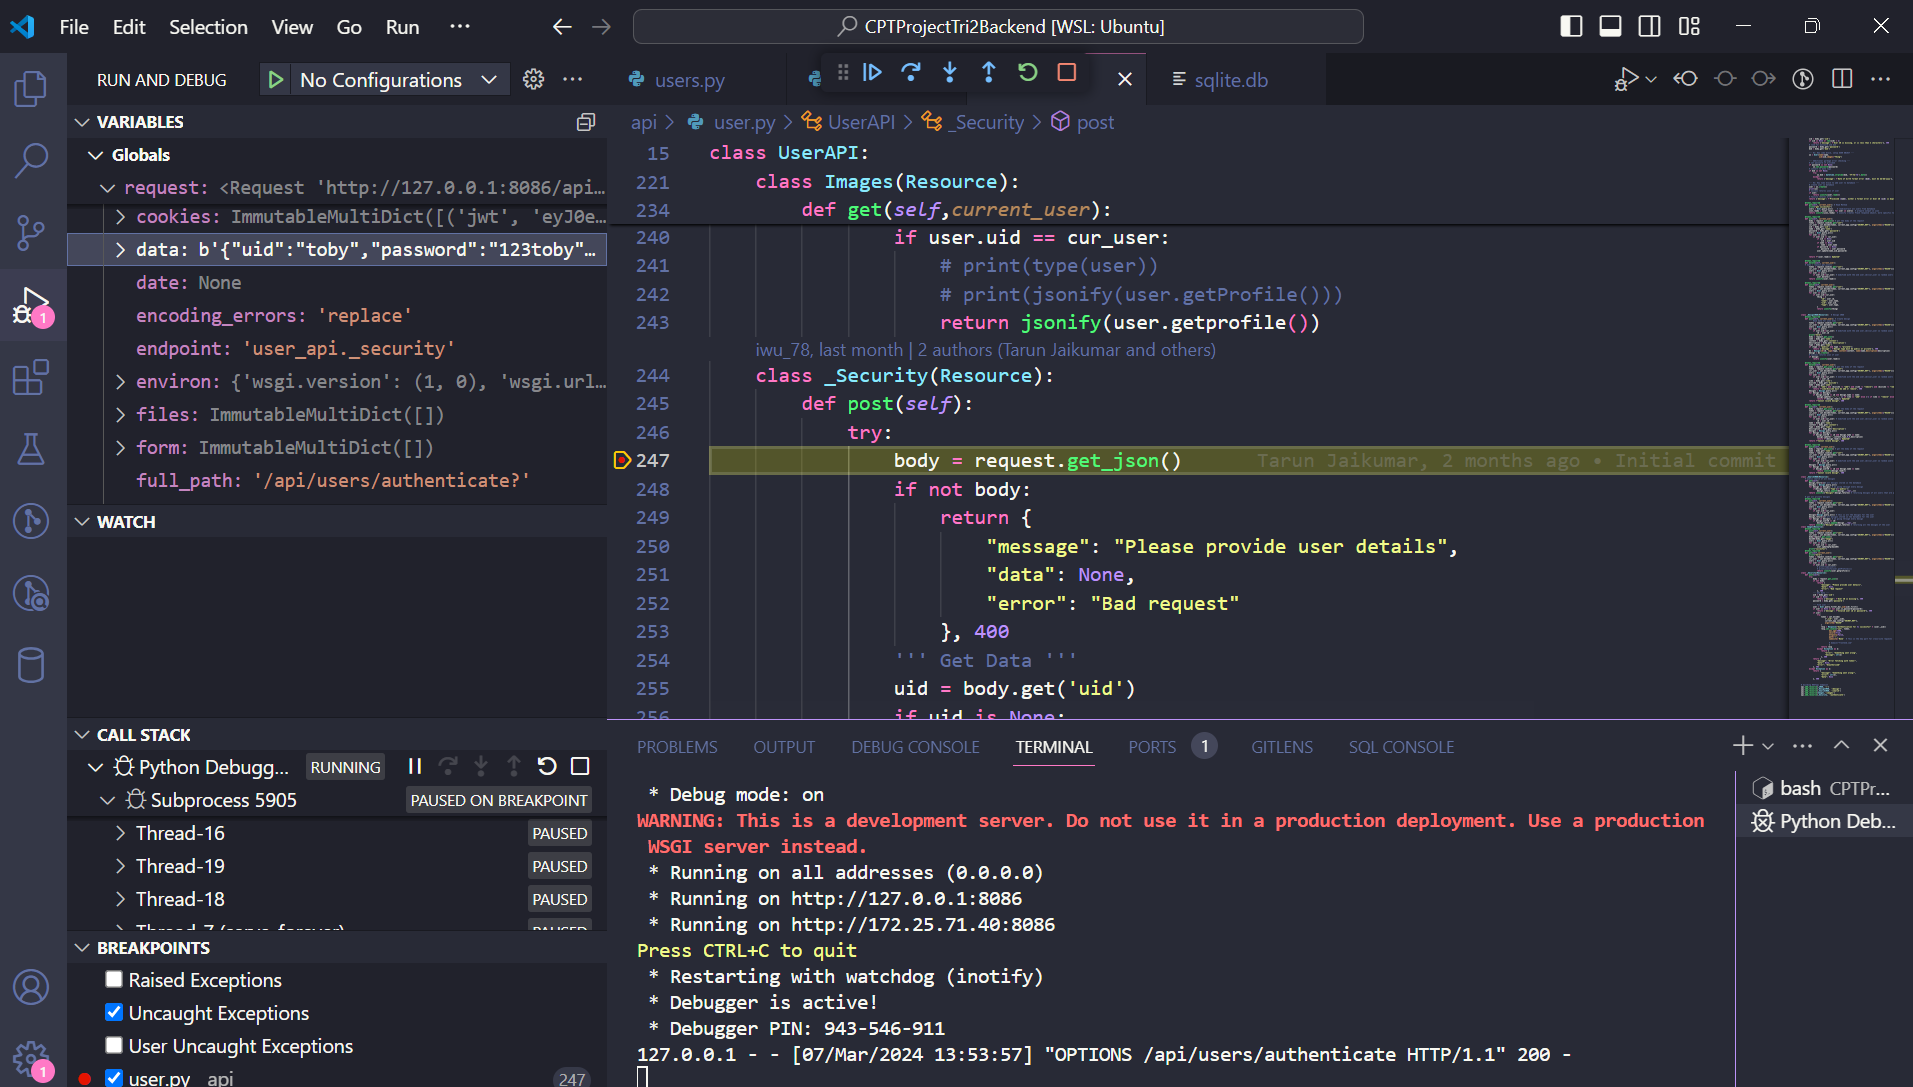 File Edit Selection View Go Run ··· CPTProjectTri2Backend [WSL: Ubuntu]
RUN AND DEBUG No Configurations ··· users.py sqlite.db ···
VARIABLES
Globals
request: <Request 'http://127.0.0.1:8086/api...
cookies: ImmutableMultiDict([('jwt', 'eyJ0e...
data: b'{"uid":"toby","password":"123toby"...
date: None
encoding_errors: 'replace'
endpoint: 'user_api._security'
environ: {'wsgi.version': (1, 0), 'wsgi.url...
files: ImmutableMultiDict([])
form: ImmutableMultiDict([])
full_path: '/api/users/authenticate?'
WATCH
CALL STACK
Python Debugg... RUNNING
Subprocess 5905 PAUSED ON BREAKPOINT
Thread-16 PAUSED
Thread-19 PAUSED
Thread-18 PAUSED
Thread-7 (serve_forever) PAUSED
BREAKPOINTS
Raised Exceptions
Uncaught Exceptions
User Uncaught Exceptions
user.py api 247
1
1
api > user.py > UserAPI > _Security > post
15 class UserAPI:
221 class Images(Resource):
234 def get(self,current_user):
240 if user.uid == cur_user:
241 # print(type(user))
242 # print(jsonify(user.getProfile()))
243 return jsonify(user.getprofile())
iwu_78, last month | 2 authors (Tarun Jaikumar and others)
244 class _Security(Resource):
245 def post(self):
246 try:
247 body = request.get_json() Tarun Jaikumar, 2 months ago • Initial commit
248 if not body:
249 return {
250 "message": "Please provide user details",
251 "data": None,
252 "error": "Bad request"
253 }, 400
254 ''' Get Data '''
255 uid = body.get('uid')
256 if uid is None:
PROBLEMS OUTPUT DEBUG CONSOLE TERMINAL PORTS 1 GITLENS SQL CONSOLE ···
* Debug mode: on
WARNING: This is a development server. Do not use it in a production deployment. Use a production
WSGI server instead.
* Running on all addresses (0.0.0.0)
* Running on http://127.0.0.1:8086
* Running on http://172.25.71.40:8086
Press CTRL+C to quit
* Restarting with watchdog (inotify)
* Debugger is active!
* Debugger PIN: 943-546-911
127.0.0.1 - - [07/Mar/2024 13:53:57] "OPTIONS /api/users/authenticate HTTP/1.1" 200 -
bash CPTPr...
Python Deb...